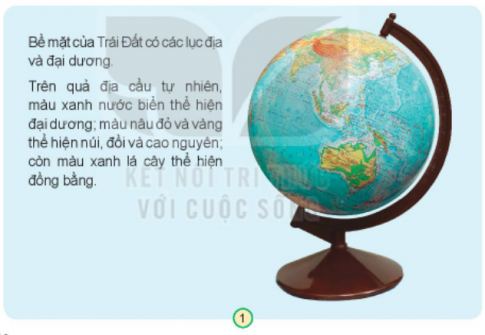 Bề mặt của Trái Đất có các lục địa
và đại dương.
Trên quả địa cầu tự nhiên,
màu xanh nước biển thể hiện
đại dương; màu nâu đỏ và vàng
thể hiện núi, đồi và cao nguyên;
còn màu xanh lá cây thể hiện
đồng bằng.
KẾT NỐI TRI THỨC
VỚI CUỘC SỐNG
1